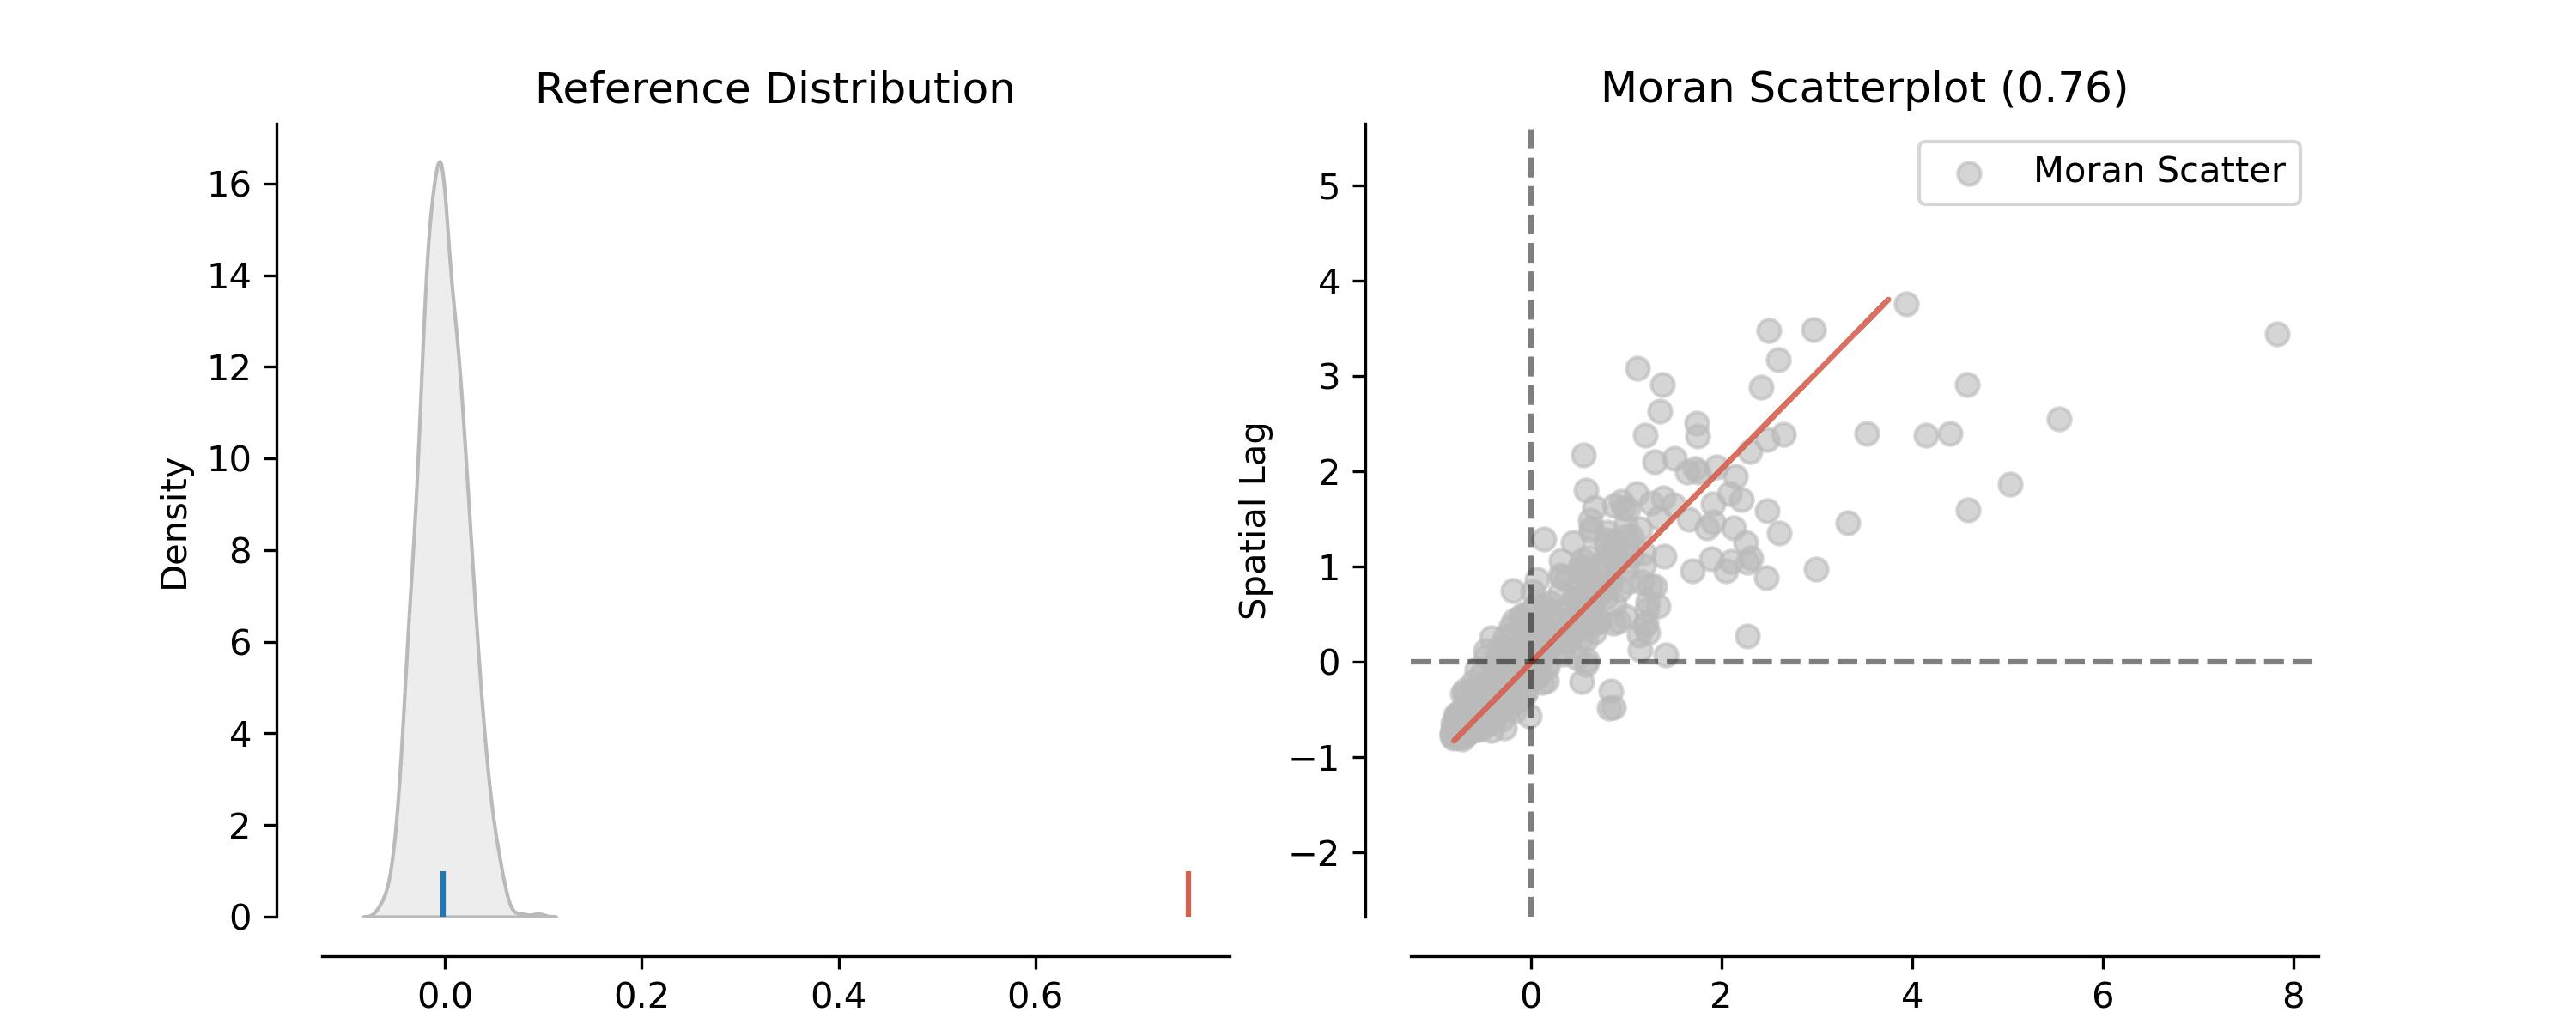 Reference Distribution
Density
16
14
12
10
8
6
4
2
0
0.0 0.2 0.4 0.6
Moran Scatterplot (0.76)
Moran Scatter
Spatial Lag
5
4
3
2
1
0
−1
−2
0 2 4 6 8